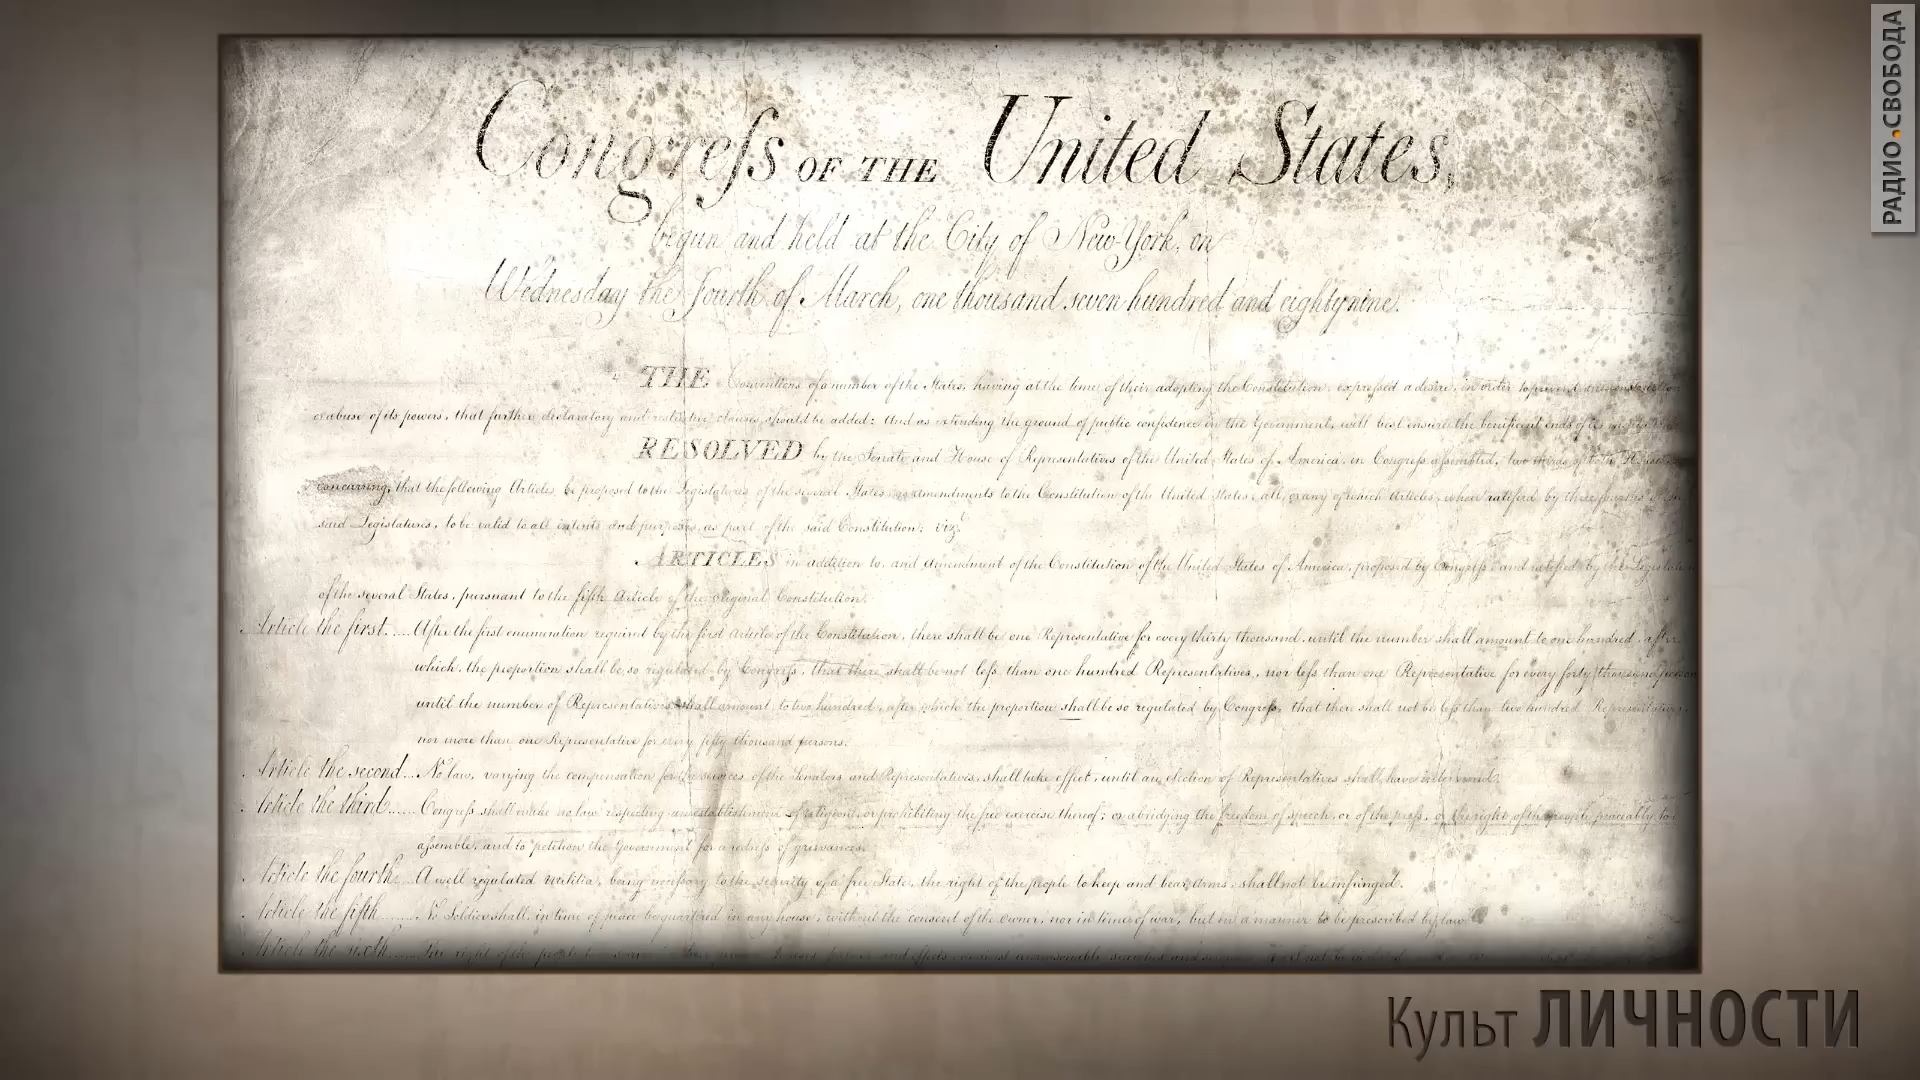 РАДИО.СВОБОДА
Congreſs OF THE United States,
begun and held at the City of New-York, on
Wednesday the fourth of March, one thousand seven hundred and eighty nine.
THE Conventions of a number of the States, having at the time of their adopting the Constitution, expressed a desire, in order to prevent misconstruction
or abuse of its powers, that further declaratory and restrictive clauses should be added: And as extending the ground of public confidence in the Government, will best ensure the beneficent ends of its
RESOLVED by the Senate and House of Representatives of the United States of America, in Congreſs aſsembled, two thirds of both Houses
concurring, that the following Articles be proposed to the Legislatures of the several States, as amendments to the Constitution of the United States, all, or any of which Articles, when ratified by three fourths of the
said Legislatures, to be valid to all intents and purposes, as part of the said Constitution; viz.t
ARTICLES in addition to, and amendment of the Constitution of the United States of America, proposed by Congreſs, and ratified by the Legislatures
of the several States, pursuant to the fifth Article of the original Constitution.
Article the first.... After the first enumeration required by the first Article of the Constitution, there shall be one Representative for every thirty thousand, until the number shall amount to one hundred, after
which, the proportion shall be so regulated by Congreſs, that there shall be not leſs than one hundred Representatives, nor leſs than one Representative for every forty thousand persons
until the number of Representatives shall amount to two hundred, after which the proportion shall be so regulated by Congreſs, that there shall not be leſs than two hundred Representatives,
nor more than one Representative for every fifty thousand persons.
Article the second... No law, varying the compensation for the services of the Senators and Representatives, shall take effect, until an election of Representatives shall have intervened.
Article the third...... Congreſs shall make no law respecting an establishment of religion, or prohibiting the free exercise thereof; or abridging the freedom of speech, or of the preſs, or the right of the people peaceably to
aſsemble, and to petition the Government for a redreſs of grievances.
Article the fourth... A well regulated militia, being neceſsary to the security of a free State, the right of the people to keep and bear Arms, shall not be infringed.
Article the fifth........ No Soldier shall, in time of peace be quartered in any house, without the consent of the owner, nor in time of war, but in a manner to be prescribed by law.
Article the sixth...... The right of the people to and effects, against unreasonable searches and
Культ ЛИЧНОСТИ